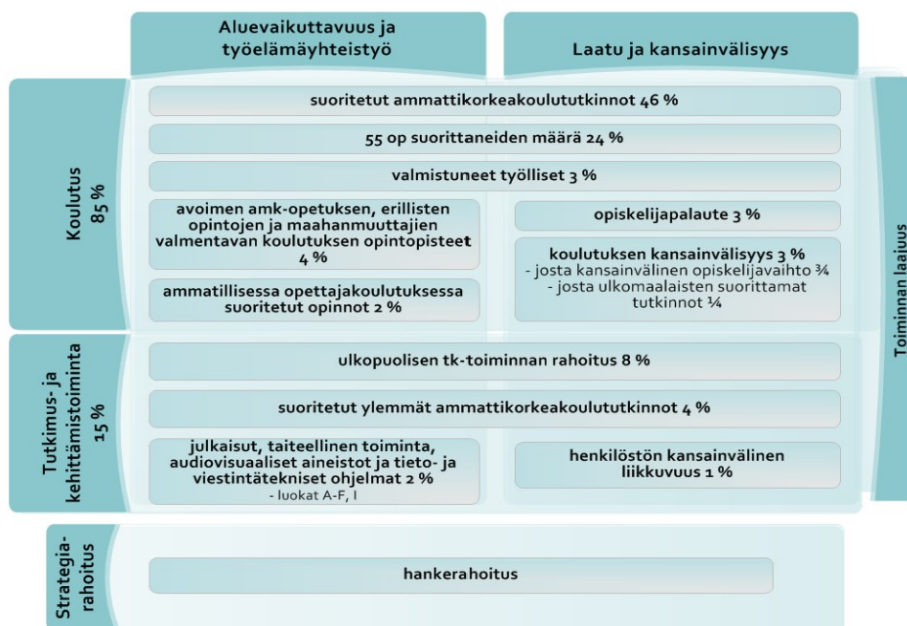 Aluevaikuttavuus ja
työelämäyhteistyö
Laatu ja kansainvälisyys
Koulutus
85 %
suoritetut ammattikorkeakoulututkinnot 46 %
55 op suorittaneiden määrä 24 %
valmistuneet työlliset 3 %
avoimen amk-opetuksen, erillisten
opintojen ja maahanmuuttajien
valmentavan koulutuksen opintopisteet
4 %
opiskelijapalaute 3 %
koulutuksen kansainvälisyys 3 %
- josta kansainvälinen opiskelijavaihto ¾
- josta ulkomaalaisten suorittamat
tutkinnot ¼
ammatillisessa opettajakoulutuksessa
suoritetut opinnot 2 %
Toiminnan laajuus
Tutkimus- ja
kehittämistoiminta
15 %
ulkopuolisen tk-toiminnan rahoitus 8 %
suoritetut ylemmät ammattikorkeakoulututkinnot 4 %
julkaisut, taiteellinen toiminta,
audiovisuaaliset aineistot ja tieto- ja
viestintätekniset ohjelmat 2 %
- luokat A-F, I
henkilöstön kansainvälinen
liikkuvuus 1 %
Strategia-
rahoitus
hankerahoitus